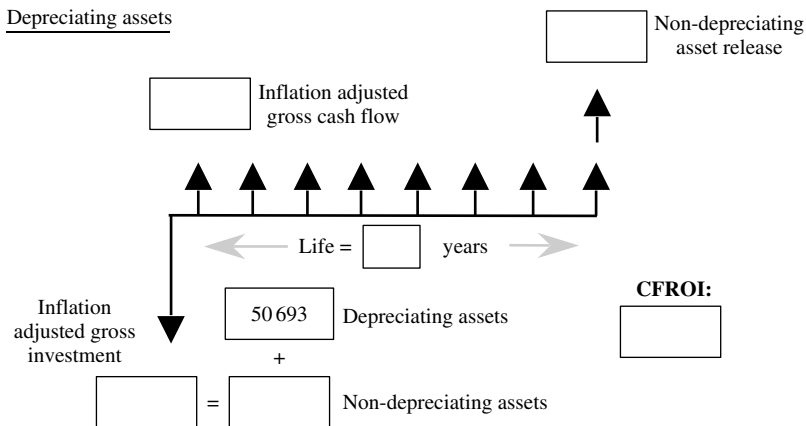 Depreciating assets
Non-depreciating
asset release
Inflation adjusted
gross cash flow
Life =
years
Inflation
adjusted gross
investment
50 693
Depreciating assets
CFROI:
+
=
Non-depreciating assets